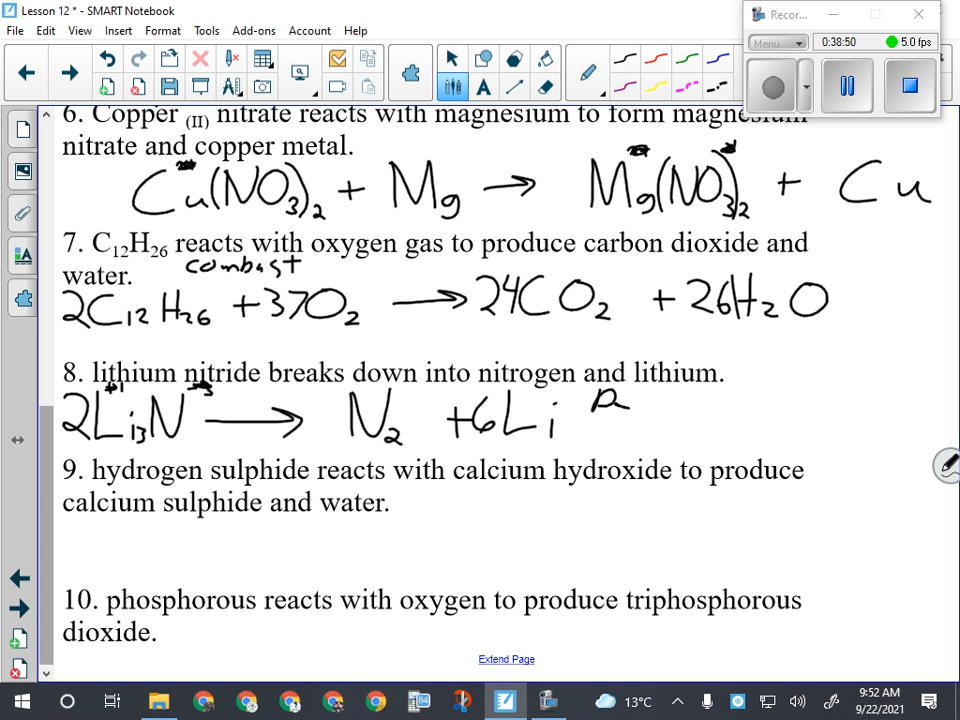 Lesson 12 * - SMART Notebook
File Edit View Insert Format Tools Add-ons Account Help
Recor...
Menu 0:38:50 5.0 fps
6. Copper (II) nitrate reacts with magnesium to form magnesium
nitrate and copper metal.
Cu(NO3)2 + Mg → Mg(NO3)2 + Cu
7. C12H26 reacts with oxygen gas to produce carbon dioxide and
water.
combust
2C12H26 + 37O2 → 24CO2 + 26H2O
8. lithium nitride breaks down into nitrogen and lithium.
+1 -3
2Li3N → N2 + 6Li
9. hydrogen sulphide reacts with calcium hydroxide to produce
calcium sulphide and water.
10. phosphorous reacts with oxygen to produce triphosphorous
dioxide.
Extend Page
13°C
9:52 AM
9/22/2021